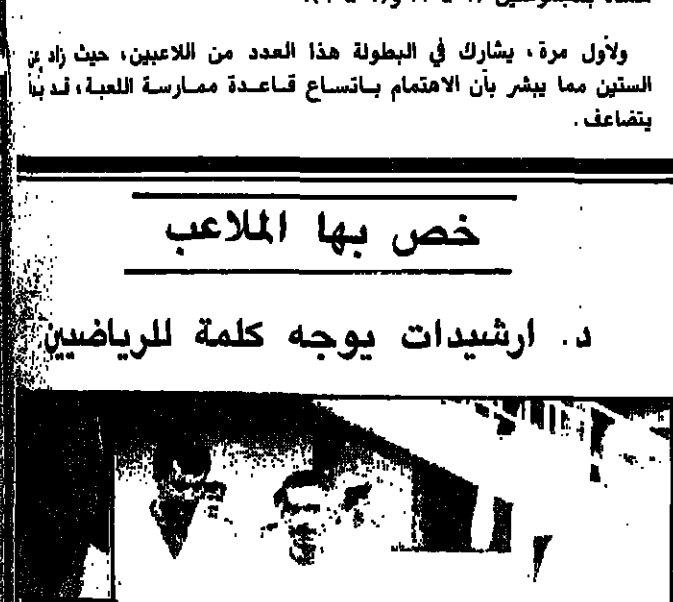 ولأول مرة، يشارك في البطولة هذا العدد من اللاعبين، حيث زاد عن
الستين مما يبشر بأن الاهتمام باتساع قاعدة ممارسة اللعبة، قد بدأ
يتضاعف.
خص بها الملاعب
د. ارشيدات يوجه كلمة للرياضيين